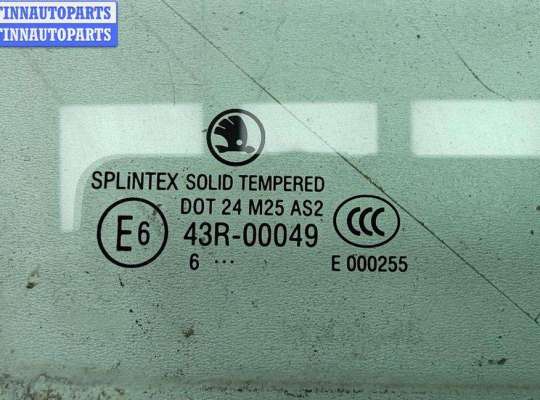 FINNAUTOPARTS
FINNAUTOPARTS
SPLiNTEX SOLID TEMPERED
DOT 24 M25 AS2
E6 43R-00049 CCC
6 ··· E 000255